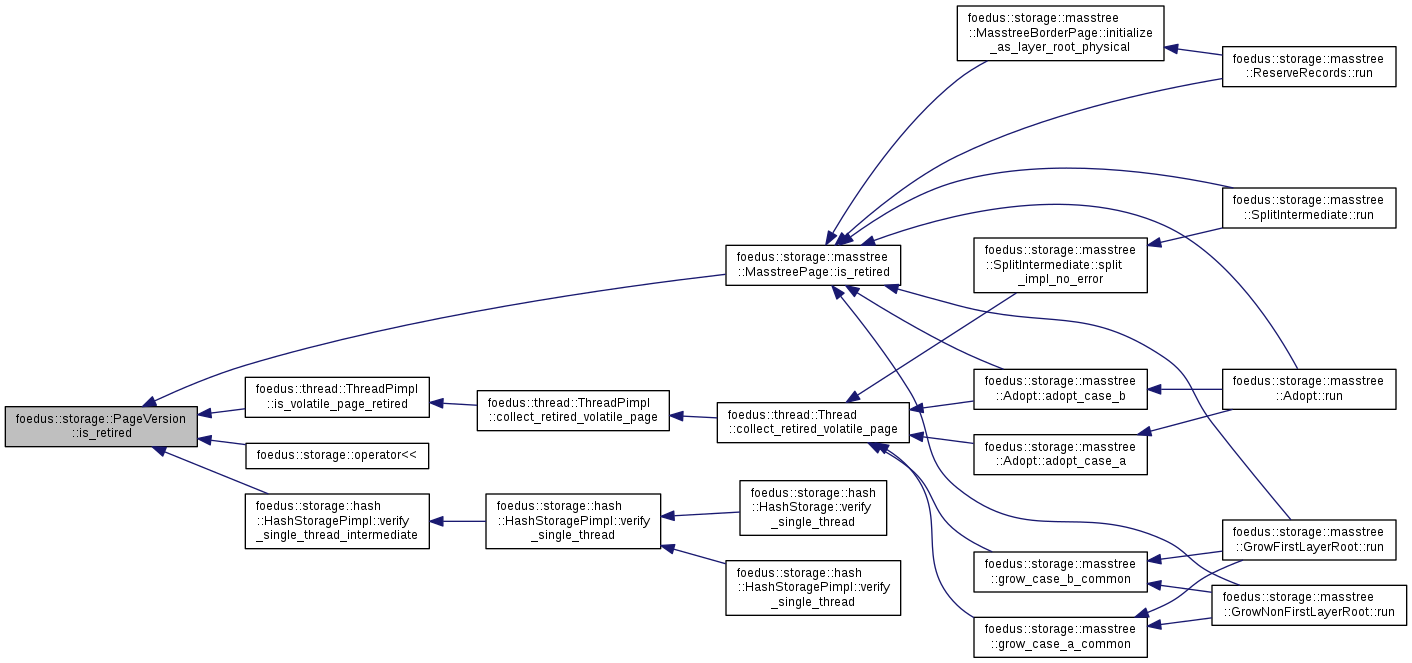 foedus::storage::PageVersion
::is_retired
foedus::storage::masstree
::MasstreePage::is_retired
foedus::thread::ThreadPimpl
::is_volatile_page_retired
foedus::storage::operator<<
foedus::storage::hash
::HashStoragePimpl::verify
_single_thread_intermediate
foedus::thread::ThreadPimpl
::collect_retired_volatile_page
foedus::storage::hash
::HashStoragePimpl::verify
_single_thread
foedus::thread::Thread
::collect_retired_volatile_page
foedus::storage::hash
::HashStorage::verify
_single_thread
foedus::storage::hash
::HashStoragePimpl::verify
_single_thread
foedus::storage::masstree
::MasstreeBorderPage::initialize
_as_layer_root_physical
foedus::storage::masstree
::SplitIntermediate::split
_impl_no_error
foedus::storage::masstree
::Adopt::adopt_case_b
foedus::storage::masstree
::Adopt::adopt_case_a
foedus::storage::masstree
::grow_case_b_common
foedus::storage::masstree
::grow_case_a_common
foedus::storage::masstree
::ReserveRecords::run
foedus::storage::masstree
::SplitIntermediate::run
foedus::storage::masstree
::Adopt::run
foedus::storage::masstree
::GrowFirstLayerRoot::run
foedus::storage::masstree
::GrowNonFirstLayerRoot::run